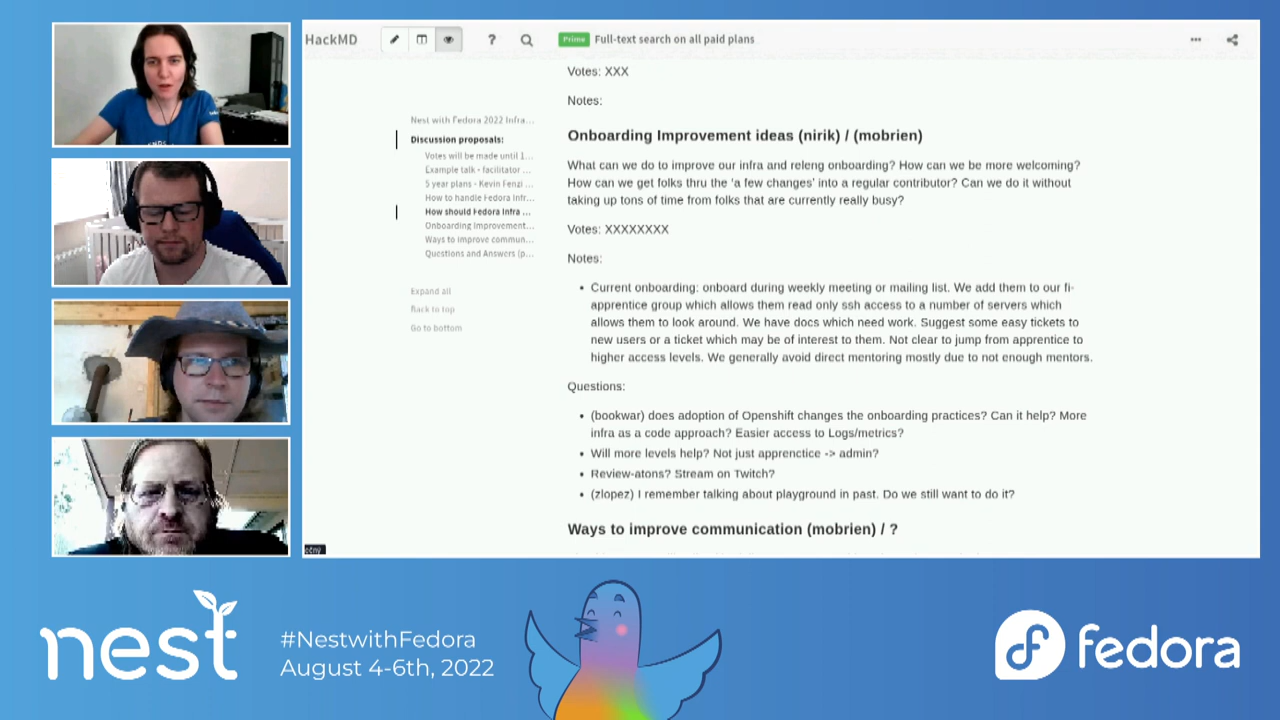 HackMD
Prime Full-text search on all paid plans
Votes: XXX
Notes:
Nest with Fedora 2022 Infra...
Discussion proposals:
Votes will be made until 1...
Example talk - facilitator ...
5 year plans - Kevin Fenzi ...
How to handle Fedora Infr...
How should Fedora Infra ...
Onboarding Improvement...
Ways to improve commun...
Questions and Answers (p...
Expand all
Back to top
Go to bottom
Onboarding Improvement ideas (nirik) / (mobrien)
What can we do to improve our infra and releng onboarding? How can we be more welcoming?
How can we get folks thru the ‘a few changes’ into a regular contributor? Can we do it without
taking up tons of time from folks that are currently really busy?
Votes: XXXXXXXX
Notes:
• Current onboarding: onboard during weekly meeting or mailing list. We add them to our fi-
apprentice group which allows them read only ssh access to a number of servers which
allows them to look around. We have docs which need work. Suggest some easy tickets to
new users or a ticket which may be of interest to them. Not clear to jump from apprentice to
higher access levels. We generally avoid direct mentoring mostly due to not enough mentors.
Questions:
• (bookwar) does adoption of Openshift changes the onboarding practices? Can it help? More
infra as a code approach? Easier access to Logs/metrics?
• Will more levels help? Not just apprenctice -> admin?
• Review-atons? Stream on Twitch?
• (zlopez) I remember talking about playground in past. Do we still want to do it?
Ways to improve communication (mobrien) / ?
nest
#NestwithFedora
August 4-6th, 2022
fedora